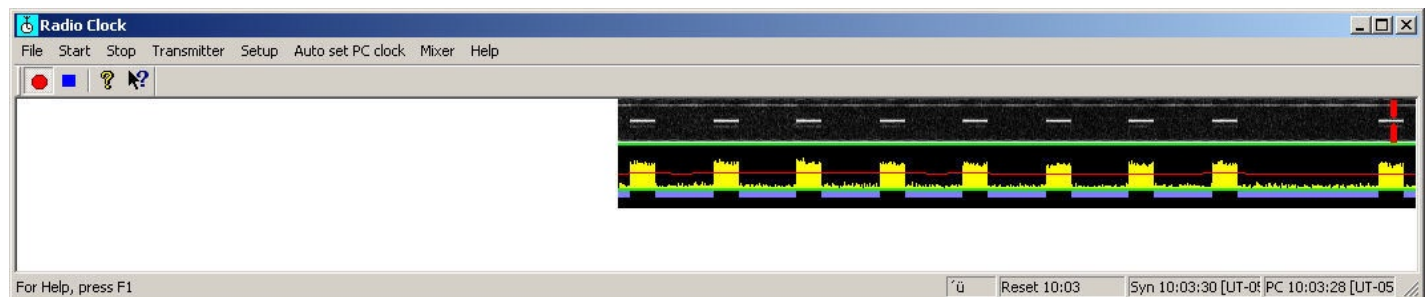 Radio Clock
File Start Stop Transmitter Setup Auto set PC clock Mixer Help
For Help, press F1 ´ü Reset 10:03 Syn 10:03:30 [UT-05 PC 10:03:28 [UT-05